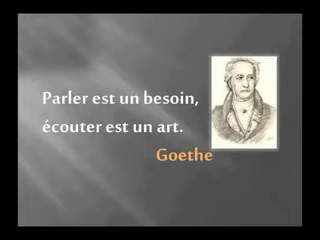 Parler est un besoin,
écouter est un art.
Goethe